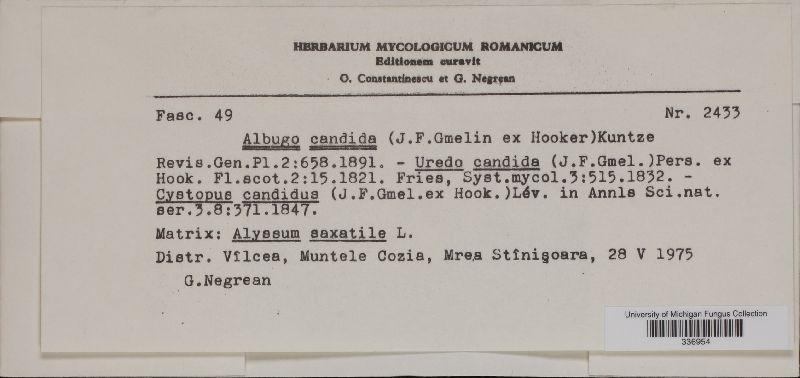 HERBARIUM MYCOLOGICUM ROMANICUM
Editionem curavit
O. Constantinescu et G. Negrean
Fasc. 49 Nr. 2433
Albugo candida (J.F.Gmelin ex Hooker)Kuntze
Revis.Gen.Pl.2:658.1891. - Uredo candida (J.F.Gmel.)Pers. ex
Hook. Fl.scot.2:15.1821. Fries, Syst.mycol.3:515.1832. -
Cystopus candidus (J.F.Gmel.ex Hook.)Lév. in Annls Sci.nat.
ser.3.8:371.1847.
Matrix: Alyssum saxatile L.
Distr. Vîlcea, Muntele Cozia, Mrea Stînişoara, 28 V 1975
G.Negrean
University of Michigan Fungus Collection
336954